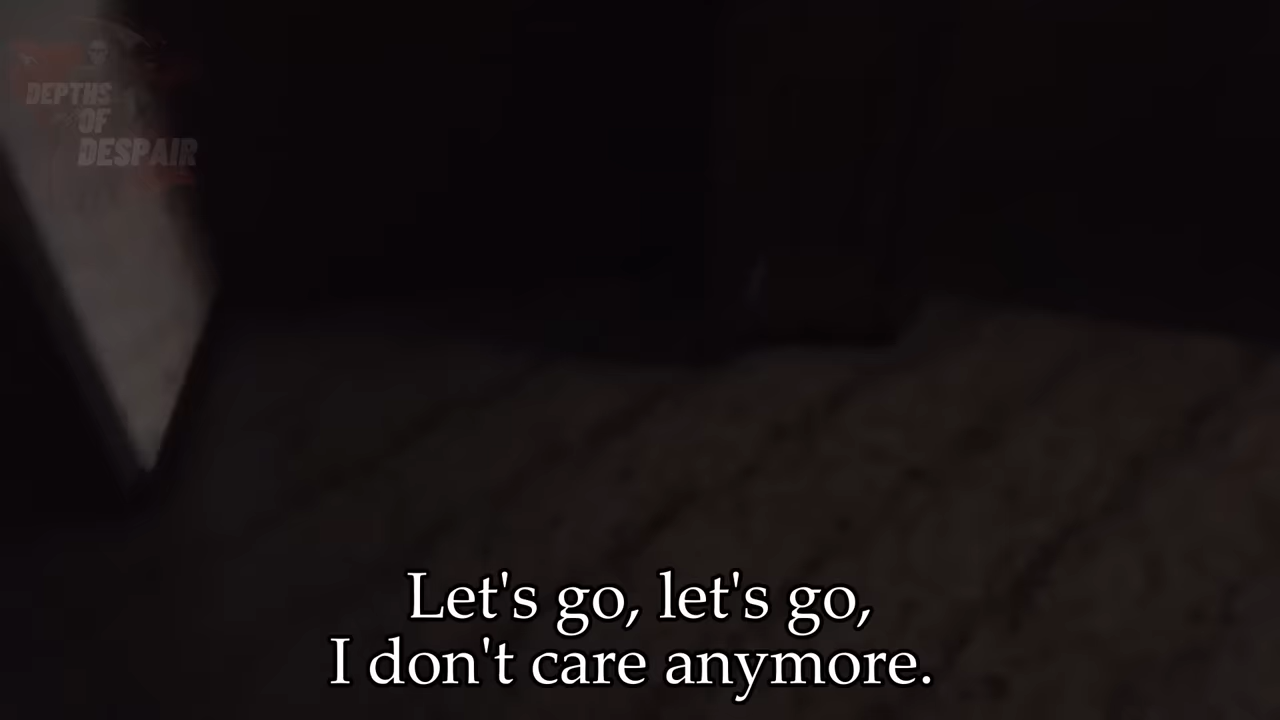 DEPTHS
OF
DESPAIR
Let's go, let's go,
I don't care anymore.